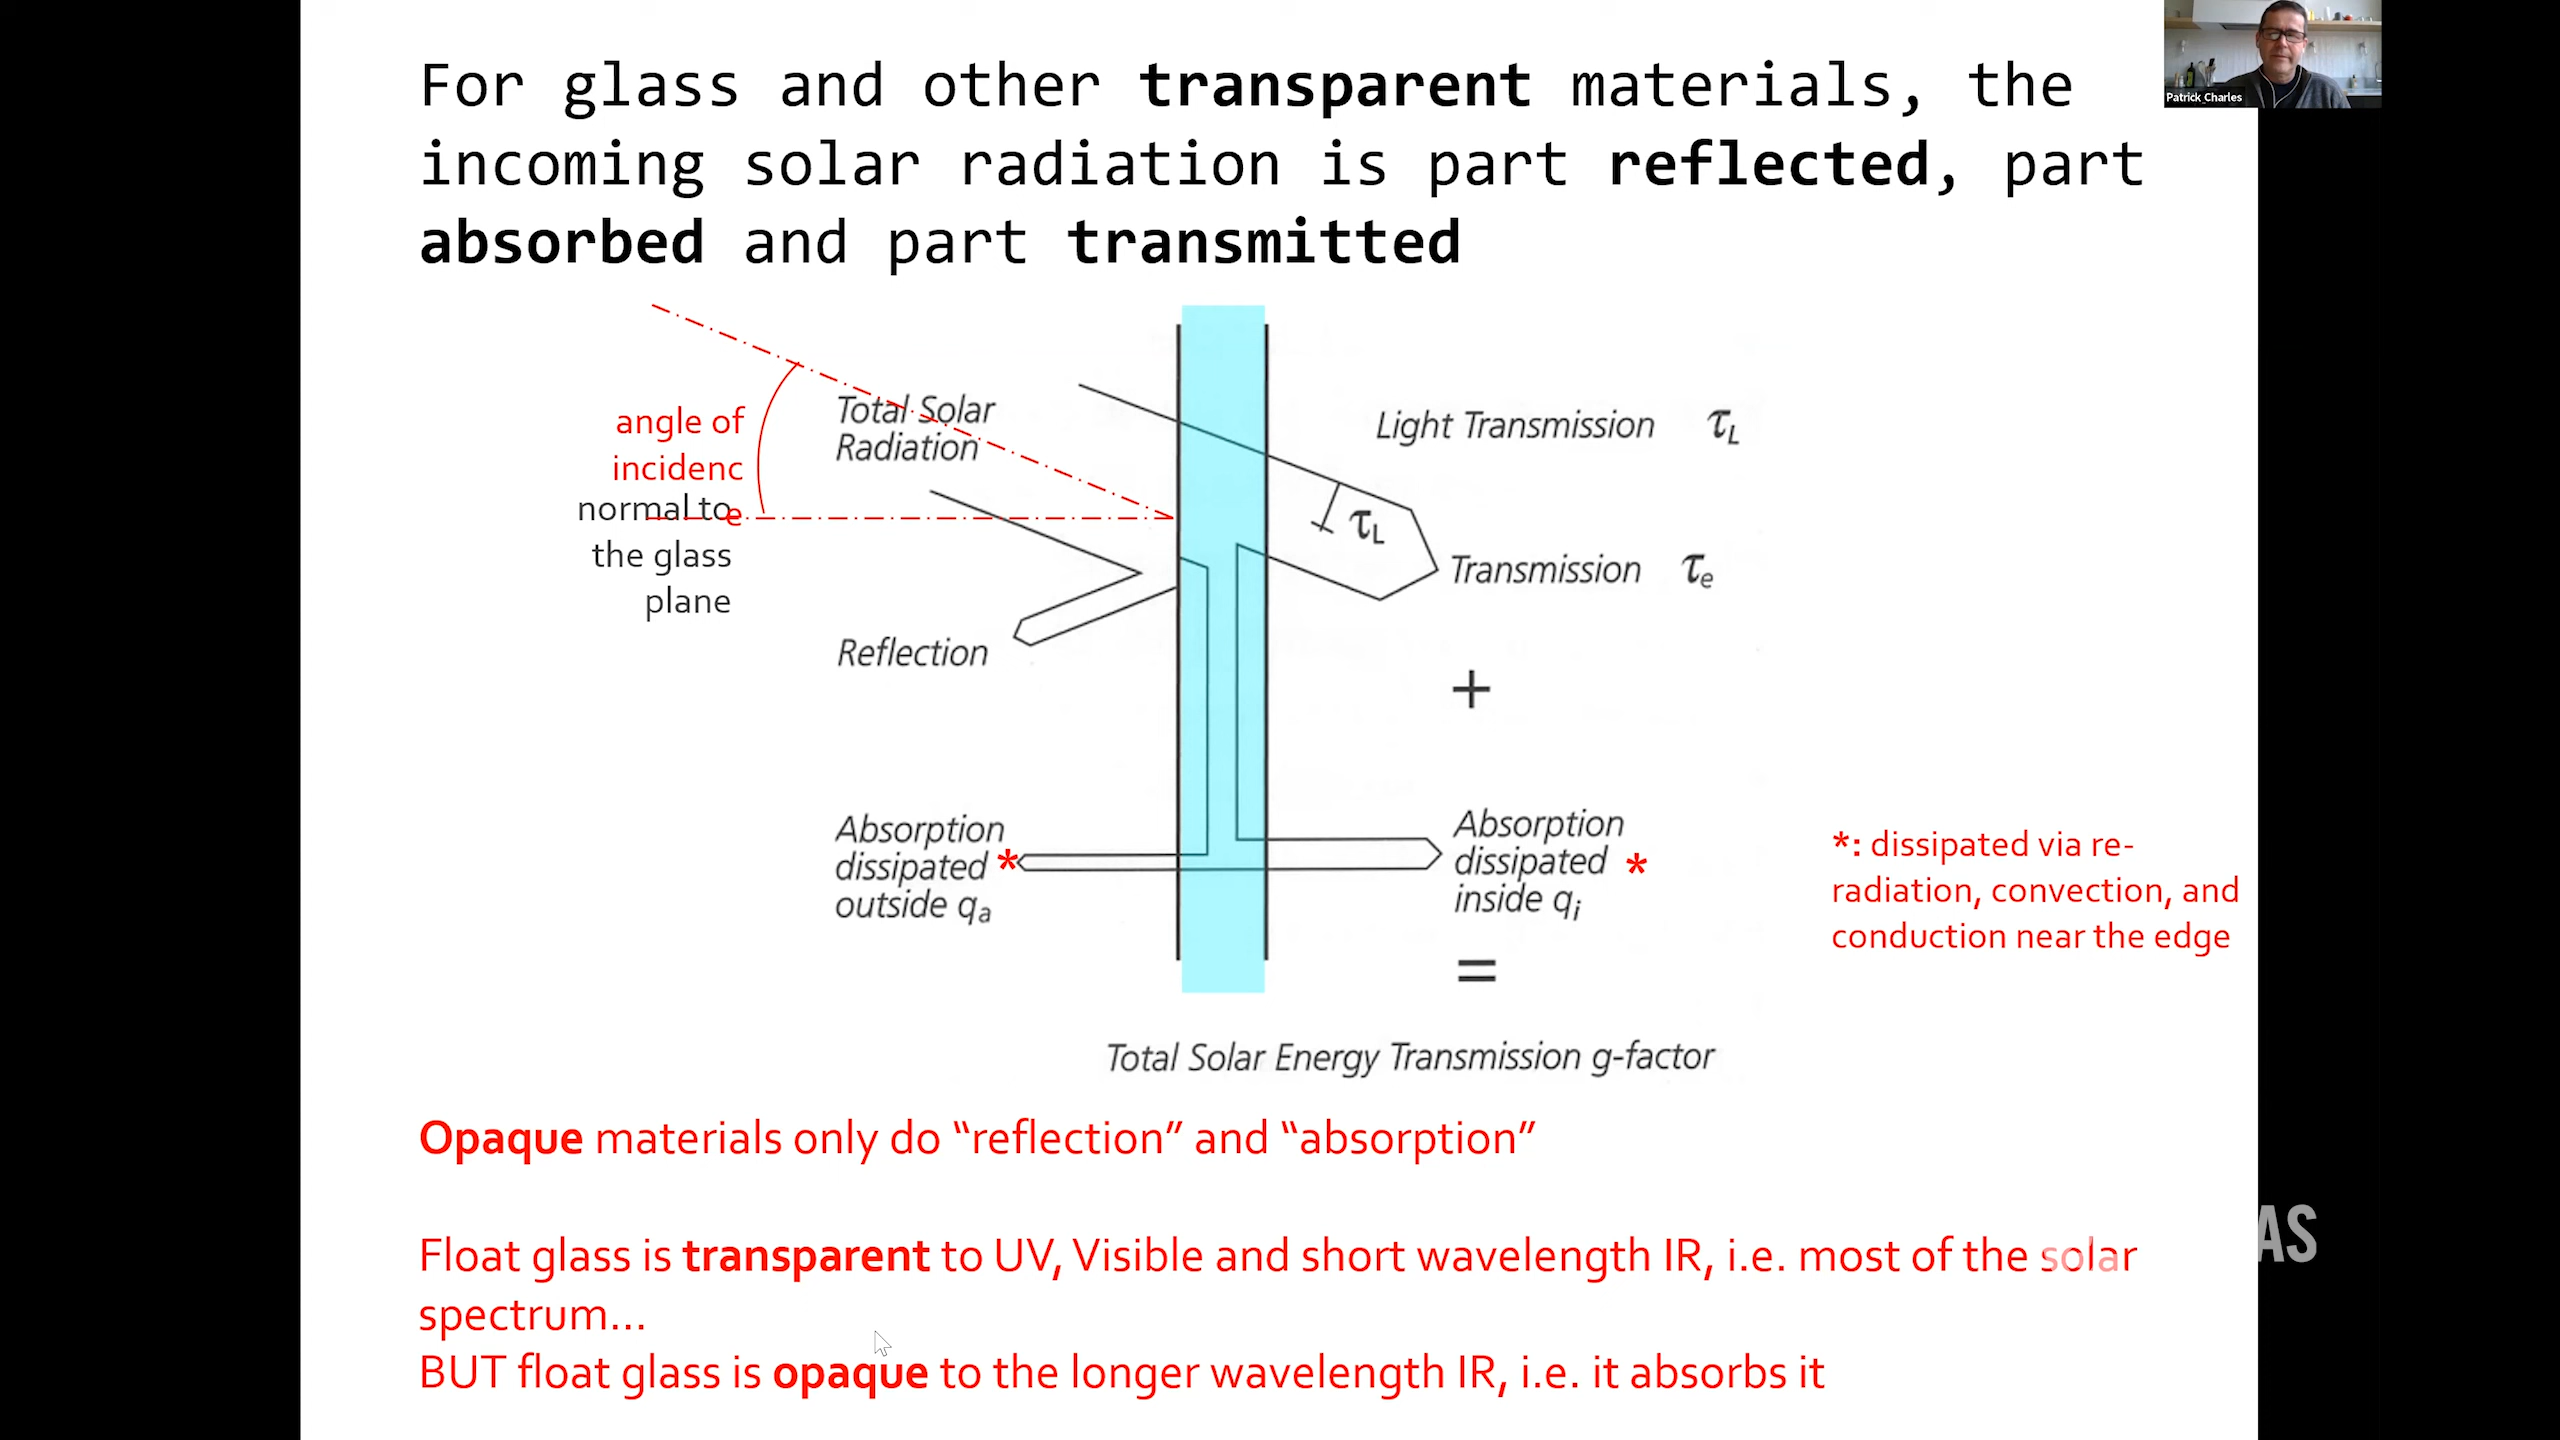 For glass and other transparent materials, the
incoming solar radiation is part reflected, part
absorbed and part transmitted
Patrick Charles
angle of
incidenc
e
normal to
the glass
plane
Total Solar
Radiation
Light Transmission τL
τL
Transmission τe
Reflection
+
Absorption
dissipated *
outside qa
Absorption
dissipated *
inside qi
*: dissipated via re-
radiation, convection, and
conduction near the edge
=
Total Solar Energy Transmission g-factor
Opaque materials only do “reflection” and “absorption”
Float glass is transparent to UV, Visible and short wavelength IR, i.e. most of the solar
spectrum...
BUT float glass is opaque to the longer wavelength IR, i.e. it absorbs it
AS